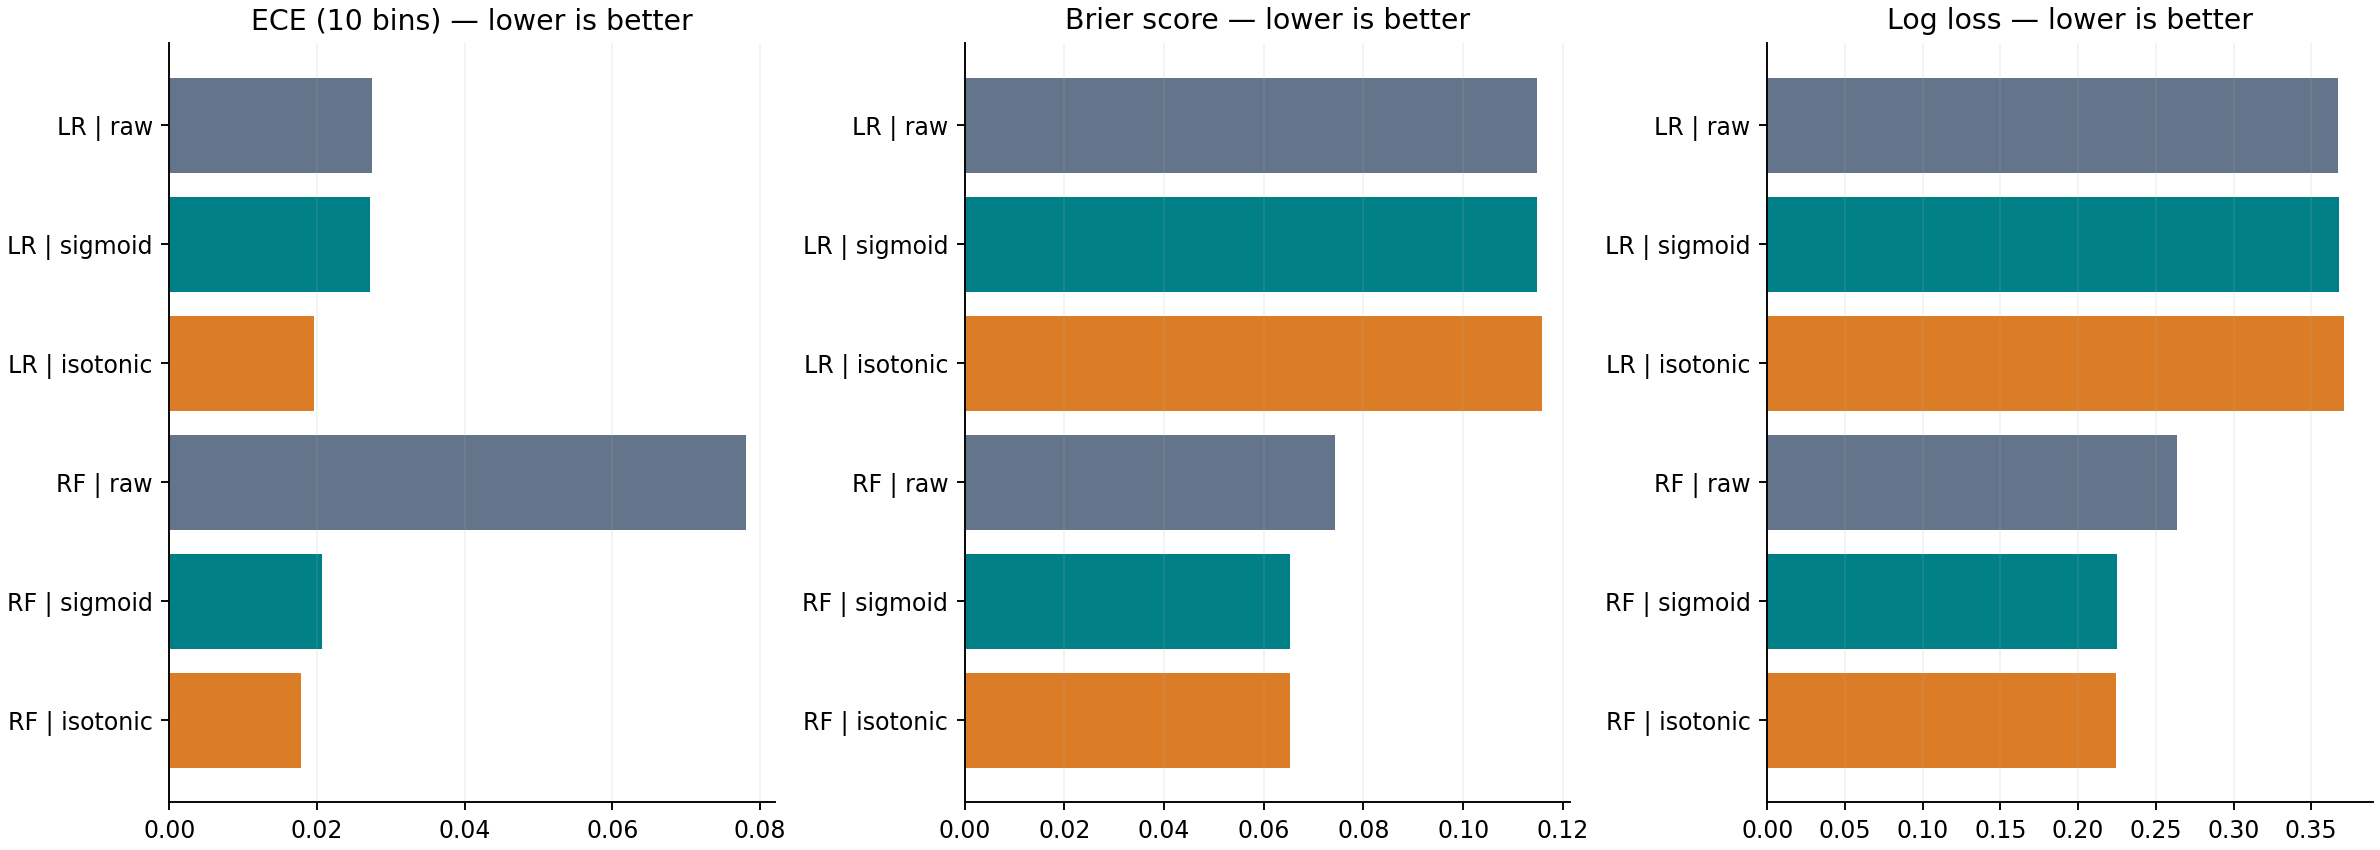 ECE (10 bins) — lower is better
LR | raw
LR | sigmoid
LR | isotonic
RF | raw
RF | sigmoid
RF | isotonic
0.00 0.02 0.04 0.06 0.08
Brier score — lower is better
LR | raw
LR | sigmoid
LR | isotonic
RF | raw
RF | sigmoid
RF | isotonic
0.00 0.02 0.04 0.06 0.08 0.10 0.12
Log loss — lower is better
LR | raw
LR | sigmoid
LR | isotonic
RF | raw
RF | sigmoid
RF | isotonic
0.00 0.05 0.10 0.15 0.20 0.25 0.30 0.35